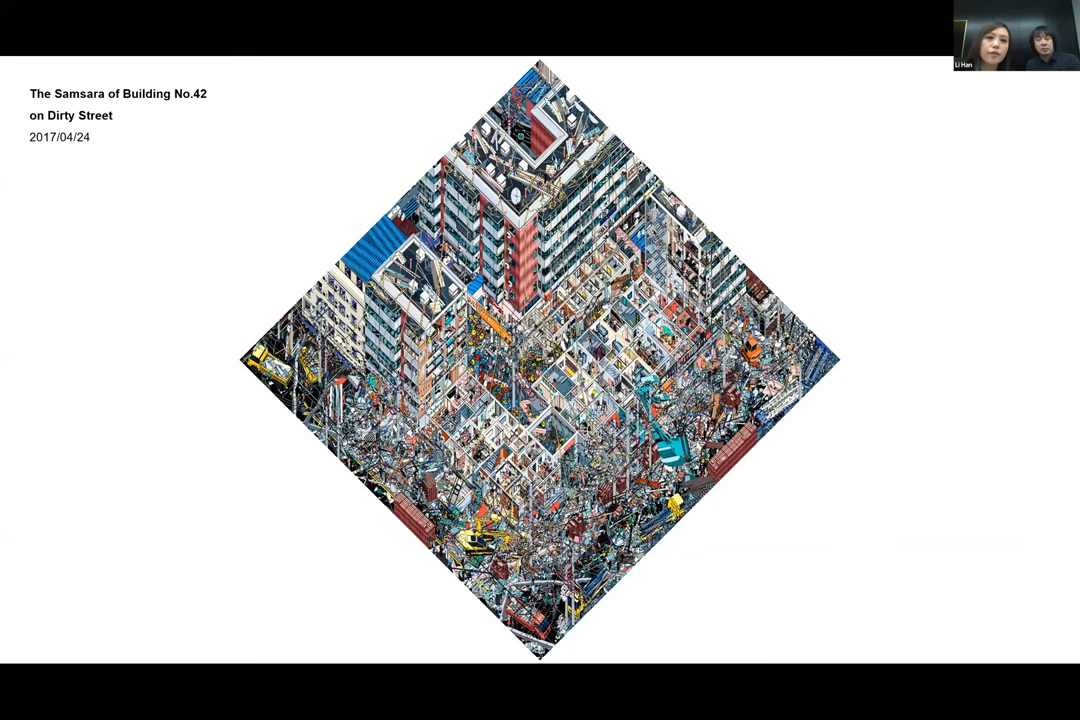 The Samsara of Building No.42
on Dirty Street
2017/04/24
Li Han